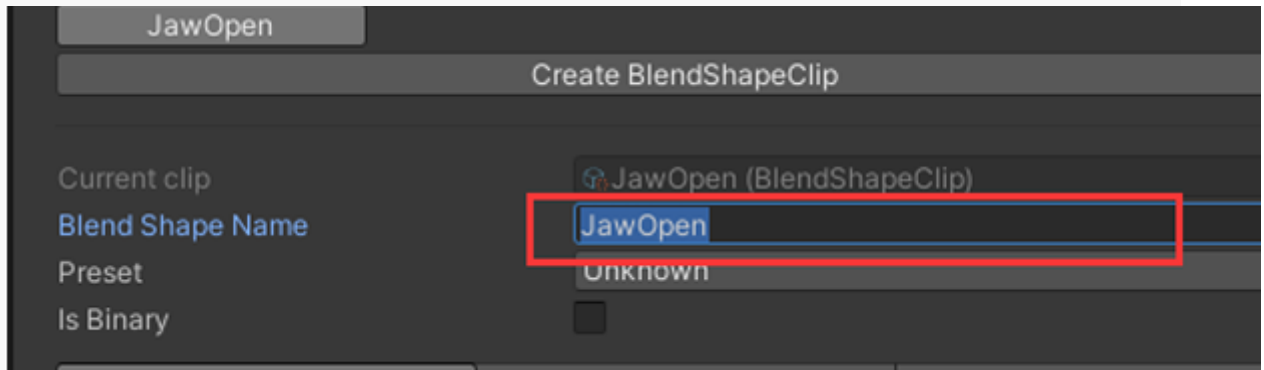 JawOpen
Create BlendShapeClip
Current clip JawOpen (BlendShapeClip)
Blend Shape Name JawOpen
Preset Unknown
Is Binary